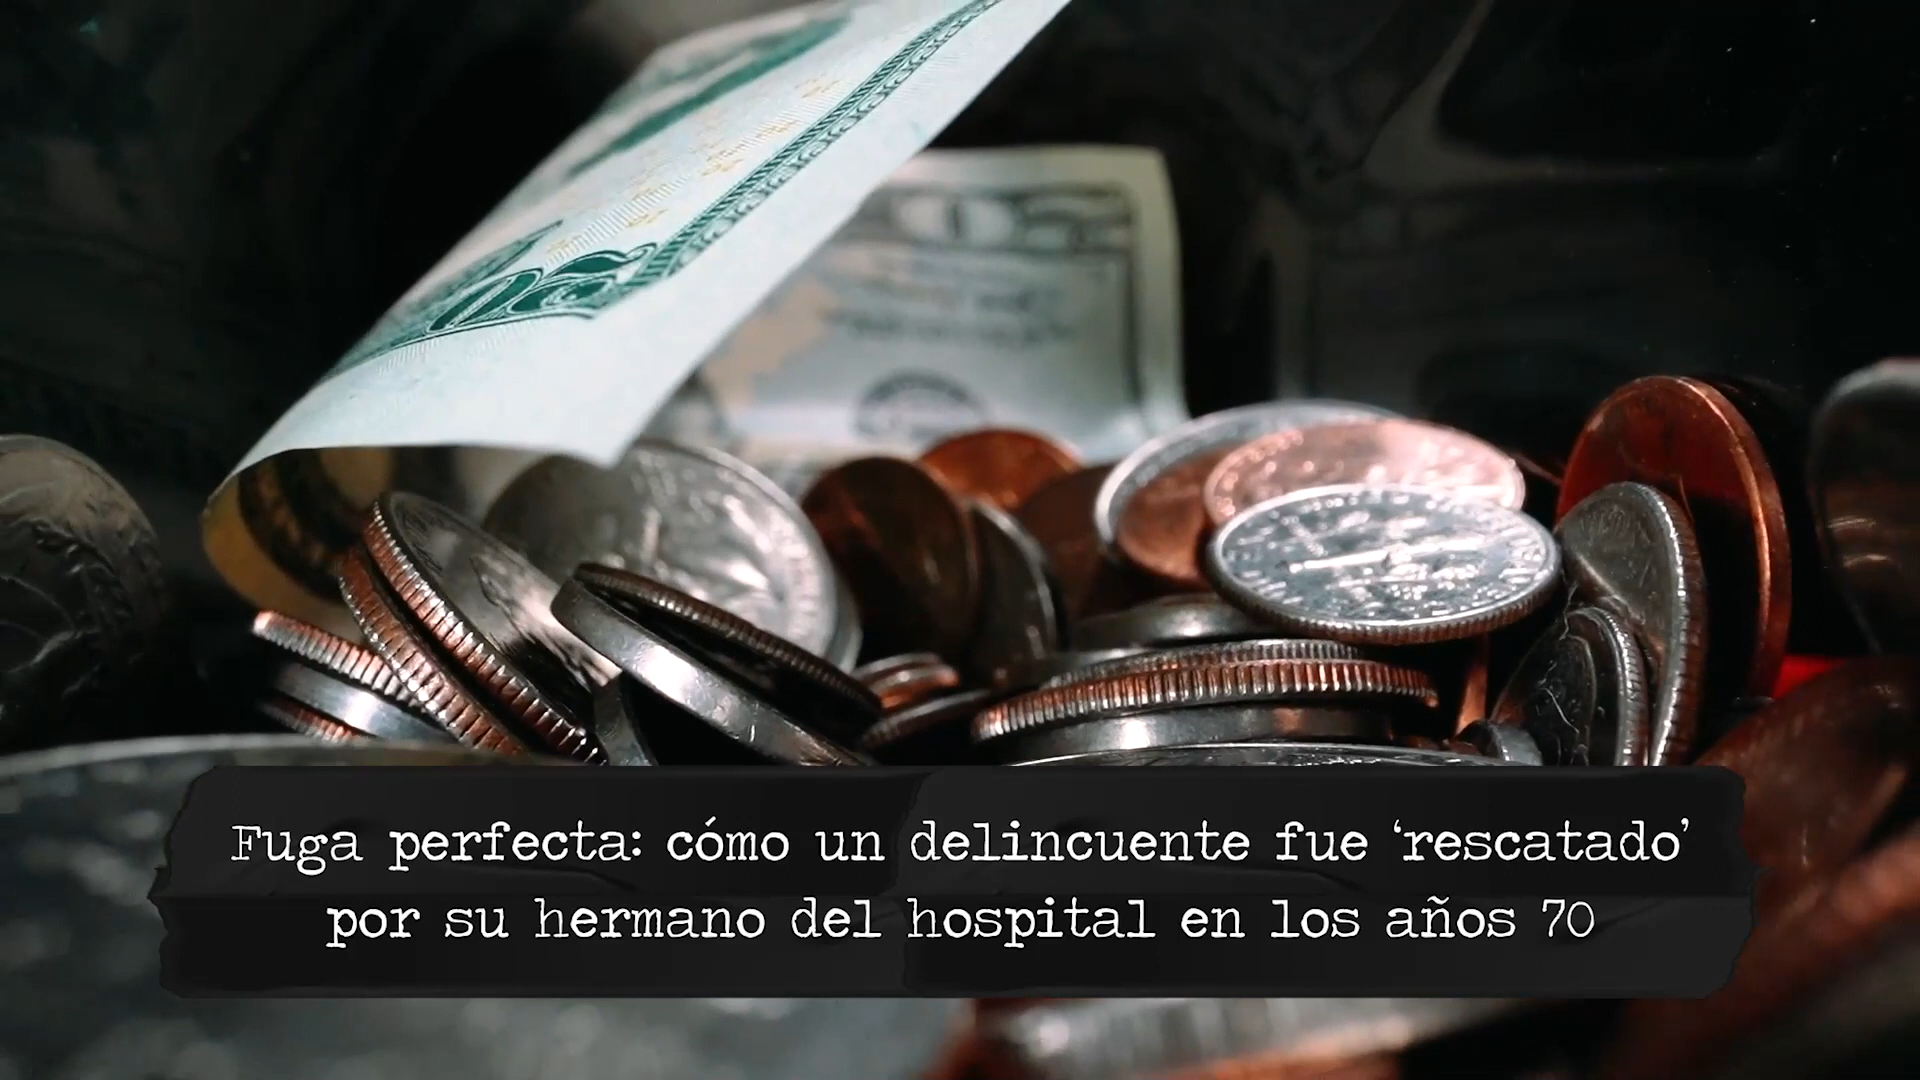 Fuga perfecta: cómo un delincuente fue ‘rescatado’
por su hermano del hospital en los años 70